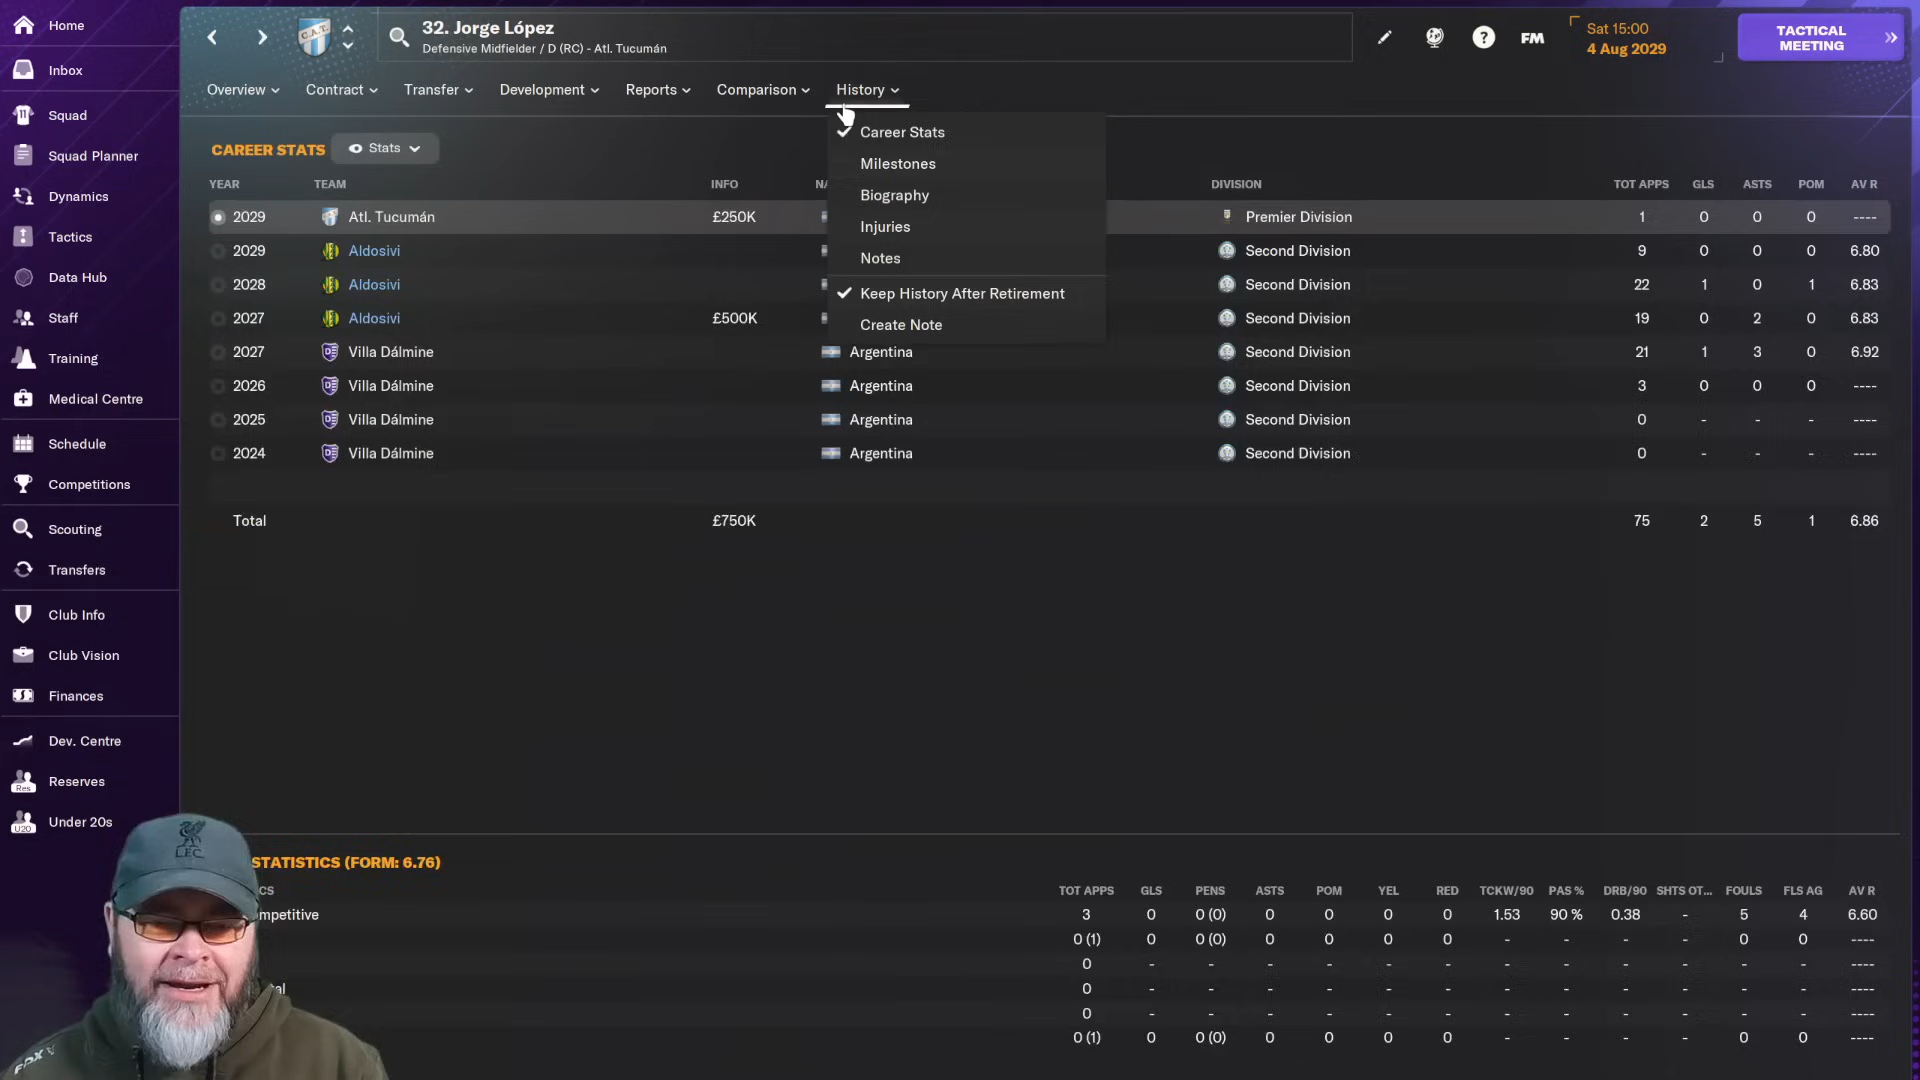 Home
Inbox
Squad
Squad Planner
Dynamics
Tactics
Data Hub
Staff
Training
Medical Centre
Schedule
Competitions
Scouting
Transfers
Club Info
Club Vision
Finances
Dev. Centre
Reserves
Under 20s
32. Jorge López
Defensive Midfielder / D (RC) - Atl. Tucumán
FM
Sat 15:00
4 Aug 2029
TACTICAL MEETING
Overview Contract Transfer Development Reports Comparison History
Career Stats
Milestones
Biography
Injuries
Notes
Keep History After Retirement
Create Note
CAREER STATS Stats
YEAR TEAM INFO DIVISION TOT APPS GLS ASTS POM AV R
2029 Atl. Tucumán £250K Premier Division 1 0 0 0 ----
2029 Aldosivi Second Division 9 0 0 0 6.80
2028 Aldosivi Second Division 22 1 0 1 6.83
2027 Aldosivi £500K Second Division 19 0 2 0 6.83
2027 Villa Dálmine Argentina Second Division 21 1 3 0 6.92
2026 Villa Dálmine Argentina Second Division 3 0 0 0 ----
2025 Villa Dálmine Argentina Second Division 0 - - - ----
2024 Villa Dálmine Argentina Second Division 0 - - - ----
Total £750K 75 2 5 1 6.86
STATISTICS (FORM: 6.76)
CS TOT APPS GLS PENS ASTS POM YEL RED TCKW/90 PAS % DRB/90 SHTS OT... FOULS FLS AG AV R
mpetitive 3 0 0 (0) 0 0 0 0 1.53 90 % 0.38 - 5 4 6.60
0 (1) 0 0 (0) 0 0 0 0 - - - - 0 0 ----
0 - - - - - - - - - - - - ----
al 0 - - - - - - - - - - - - ----
0 - - - - - - - - - - - - ----
0 (1) 0 0 (0) 0 0 0 0 - - - - 0 0 ----
L.F.C.